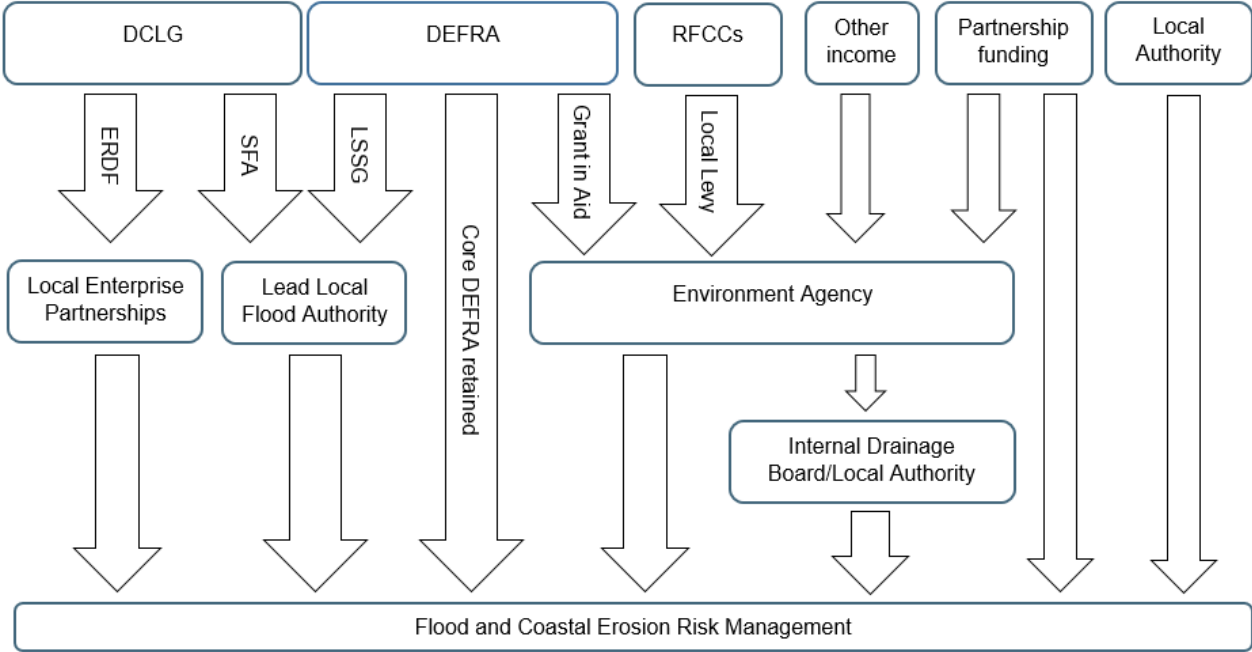 DCLG
DEFRA
RFCCs
Other
income
Partnership
funding
Local
Authority
ERDF
SFA
LSSG
Core DEFRA retained
Grant in Aid
Local Levy
Local Enterprise
Partnerships
Lead Local
Flood Authority
Environment Agency
Internal Drainage
Board/Local Authority
Flood and Coastal Erosion Risk Management